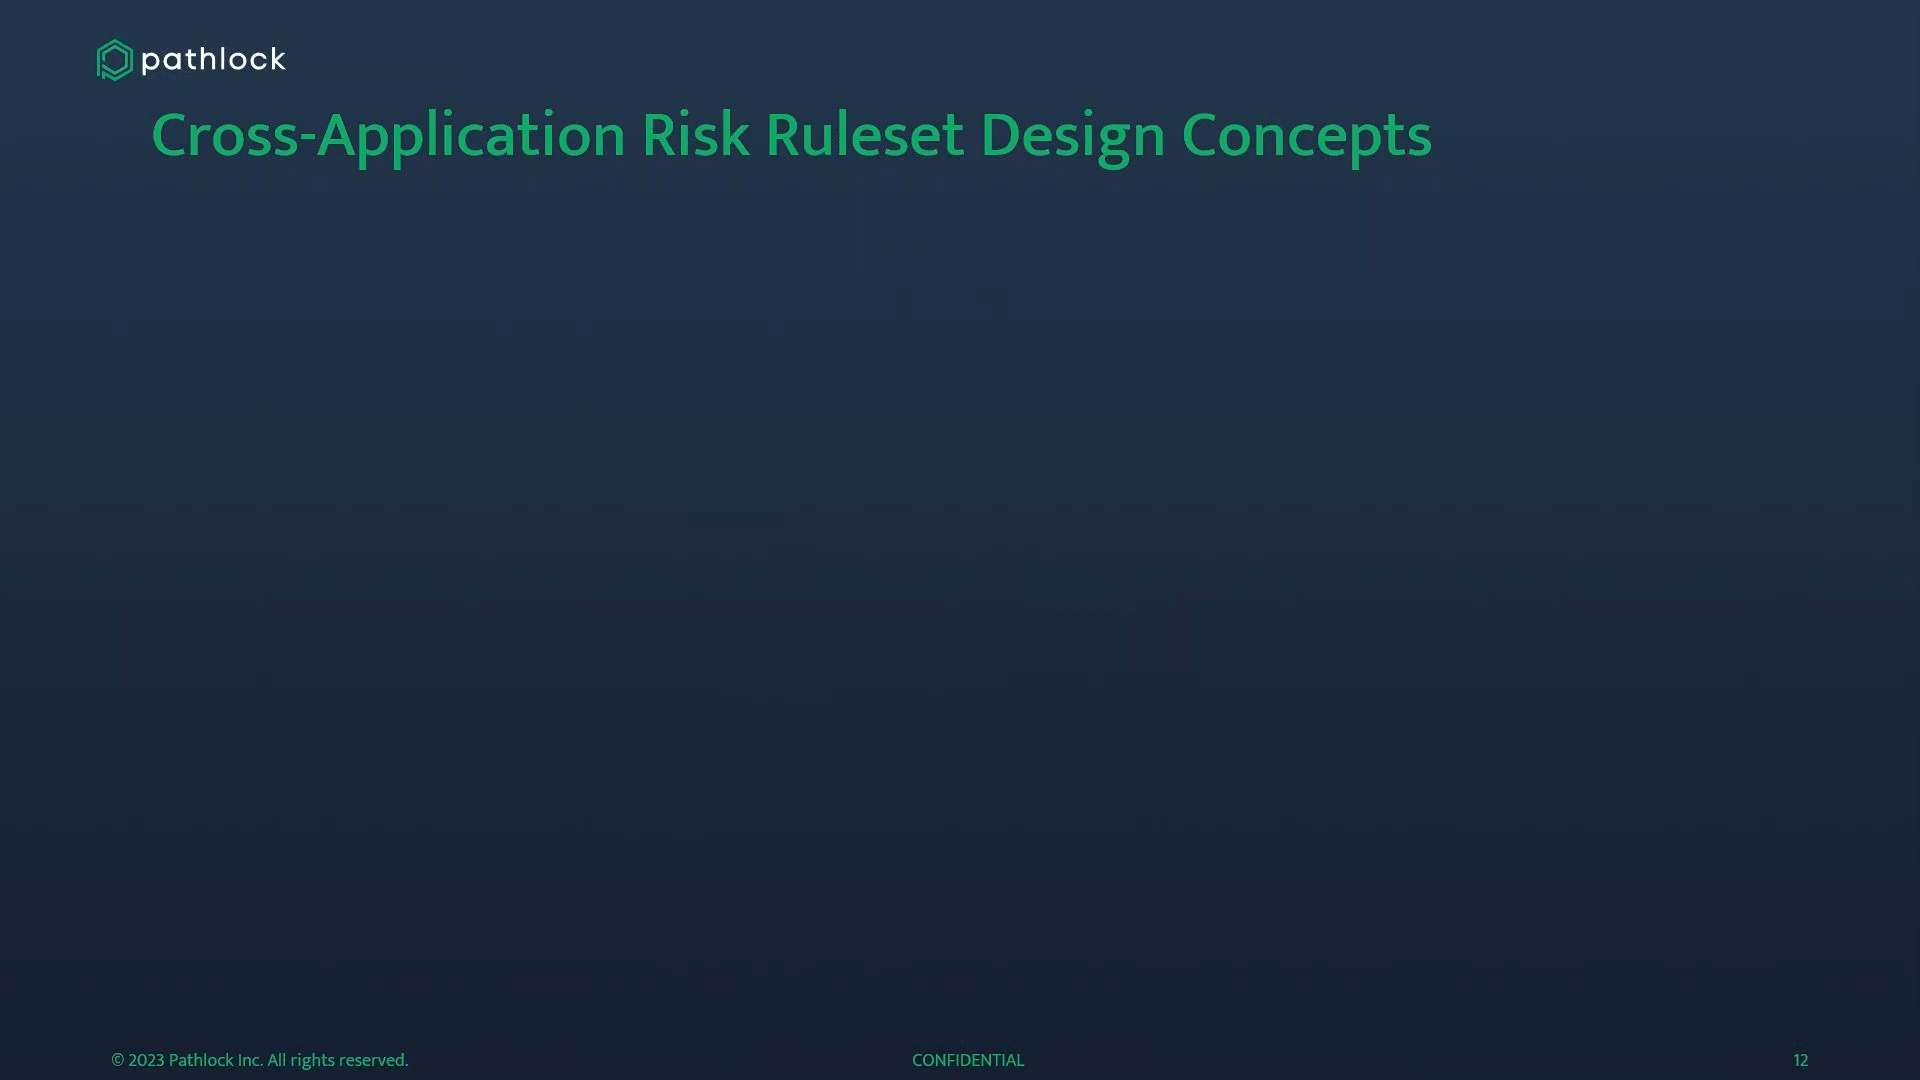 pathlock
Cross-Application Risk Ruleset Design Concepts
© 2023 Pathlock Inc. All rights reserved.
CONFIDENTIAL
12